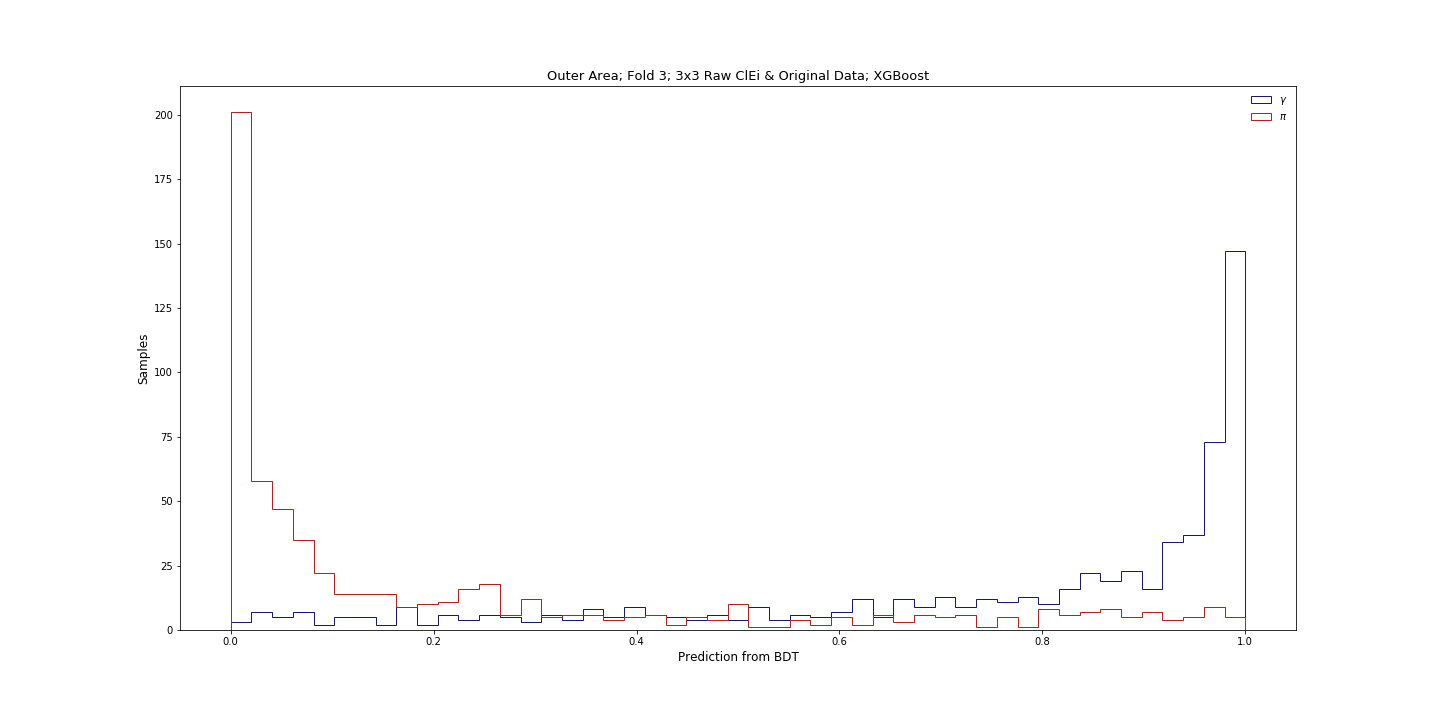 Outer Area; Fold 3; 3x3 Raw ClEi & Original Data; XGBoost
γ
π
200
175
150
125
100
75
50
25
0
Samples
0.0 0.2 0.4 0.6 0.8 1.0
Prediction from BDT